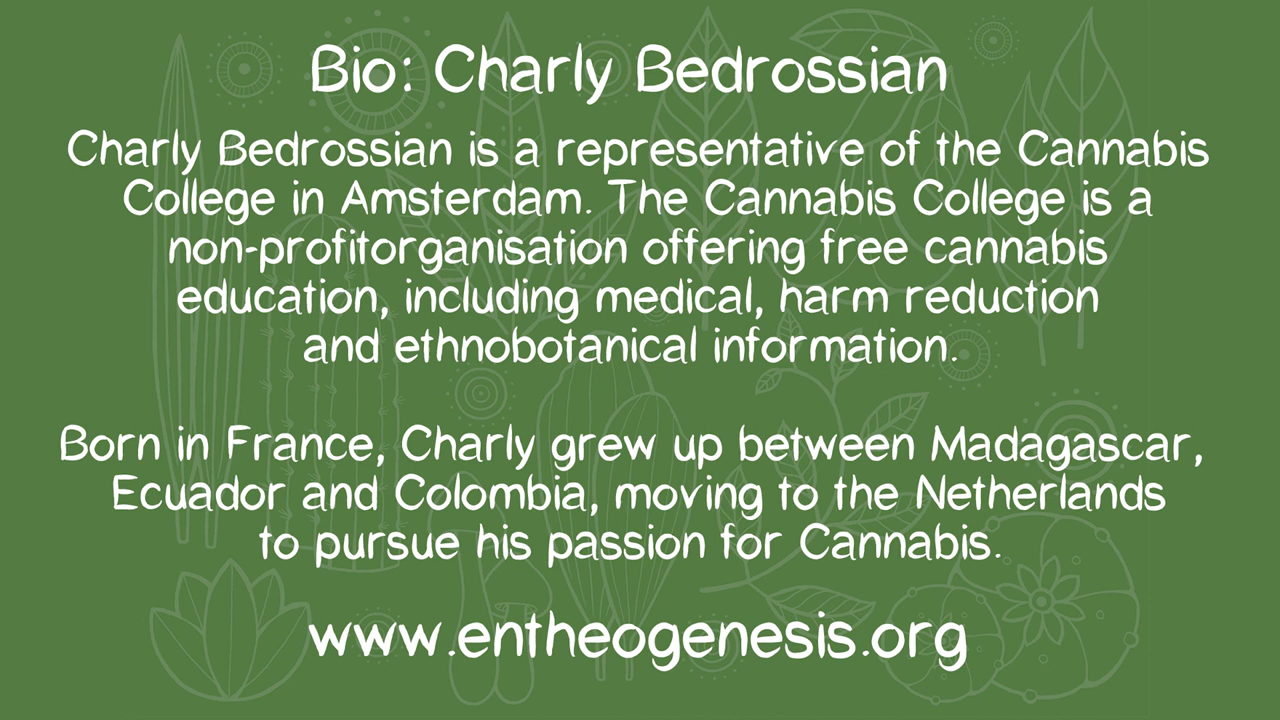 Bio: Charly Bedrossian
Charly Bedrossian is a representative of the Cannabis
College in Amsterdam. The Cannabis College is a
non-profitorganisation offering free cannabis
education, including medical, harm reduction
and ethnobotanical information.
Born in France, Charly grew up between Madagascar,
Ecuador and Colombia, moving to the Netherlands
to pursue his passion for Cannabis.
www.entheogenesis.org